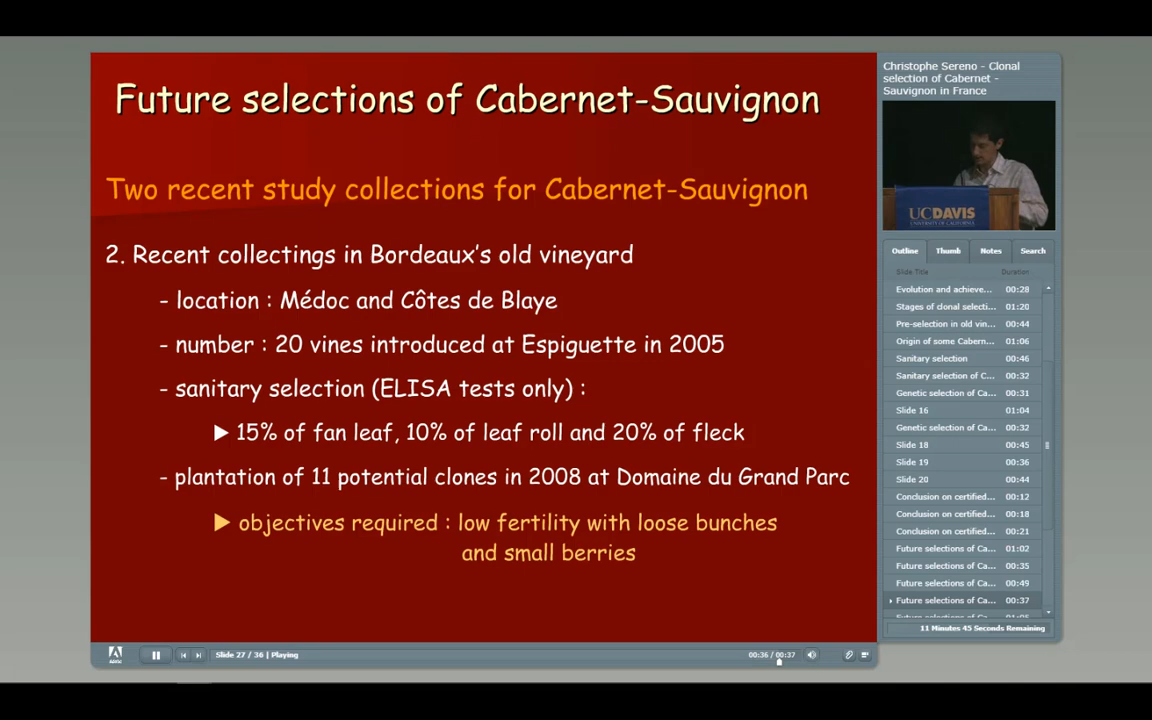 Future selections of Cabernet-Sauvignon
Two recent study collections for Cabernet-Sauvignon
2. Recent collectings in Bordeaux's old vineyard
- location : Médoc and Côtes de Blaye
- number : 20 vines introduced at Espiguette in 2005
- sanitary selection (ELISA tests only) :
15% of fan leaf, 10% of leaf roll and 20% of fleck
- plantation of 11 potential clones in 2008 at Domaine du Grand Parc
objectives required : low fertility with loose bunches
and small berries
Slide 27 / 36 | Playing
00:36 / 00:37
Christophe Sereno - Clonal
selection of Cabernet -
Sauvignon in France
UCDAVIS
UNIVERSITY OF CALIFORNIA
Outline Thumb Notes Search
Slide Title Duration
Evolution and achieve... 00:28
Stages of clonal selecti... 01:20
Pre-selection in old vin... 00:44
Origin of some Cabern... 01:06
Sanitary selection 00:46
Sanitary selection of C... 00:32
Genetic selection of Ca... 00:31
Slide 16 01:04
Genetic selection of Ca... 00:32
Slide 18 00:45
Slide 19 00:36
Slide 20 00:44
Conclusion on certified... 00:12
Conclusion on certified... 00:18
Conclusion on certified... 00:21
Future selections of Ca... 01:02
Future selections of Ca... 00:35
Future selections of Ca... 00:49
Future selections of Ca... 00:37
11 Minutes 45 Seconds Remaining